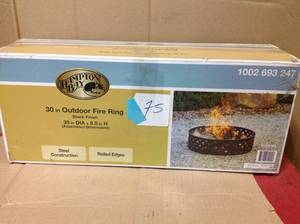 HAMPTON
BAY
1002 693 247
30 in Outdoor Fire Ring
Black Finish
30 in DIA x 9.5 in H
(Assembled Dimensions)
75
Steel
Construction
Rolled Edges